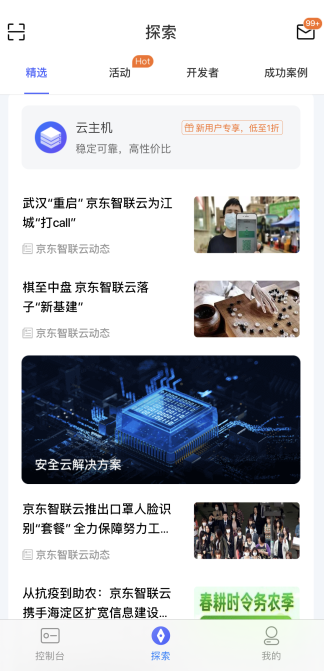 探索
99+
精选
活动
Hot
开发者
成功案例
云主机
新用户专享，低至1折
稳定可靠，高性价比
武汉“重启” 京东智联云为江
城“打call”
京东智联云动态
棋至中盘 京东智联云落
子“新基建”
京东智联云动态
安全云解决方案
京东智联云推出口罩人脸识
别“套餐” 全力保障努力工...
京东智联云动态
从抗疫到助农：京东智联云
携手海淀区扩宽信息建设...
春耕时令务农季
控制台
探索
我的